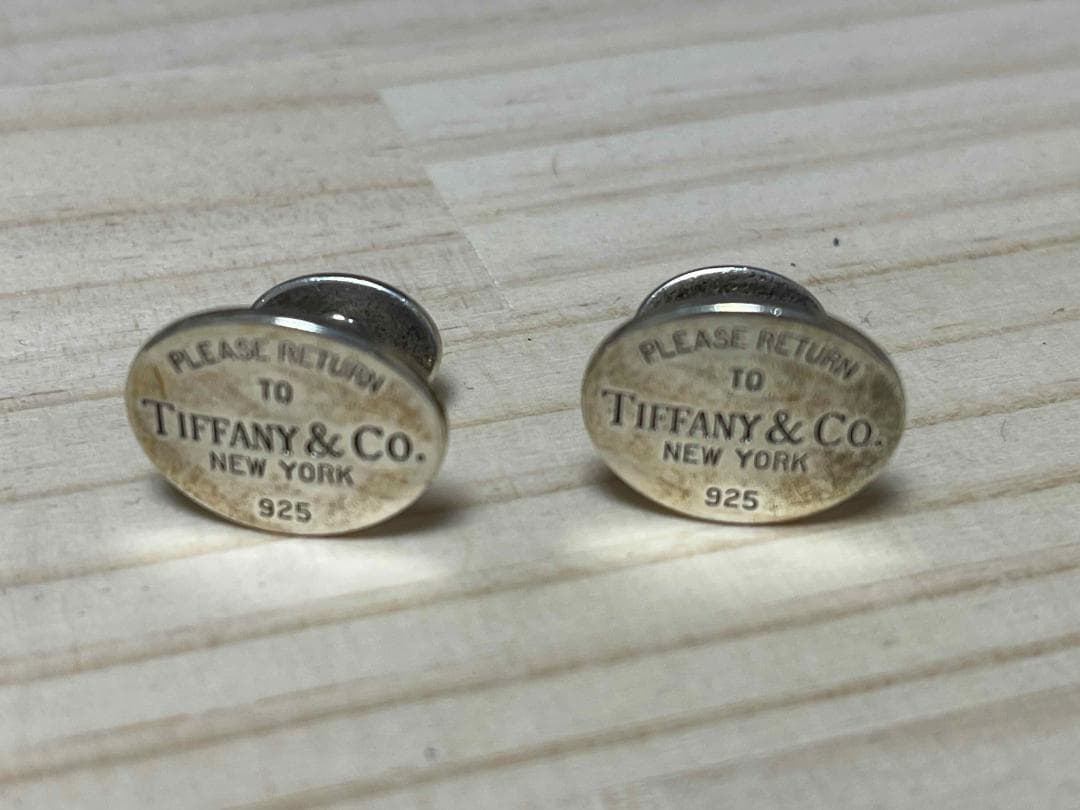 PLEASE RETURN
TO
TIFFANY & CO.
NEW YORK
925
PLEASE RETURN
TO
TIFFANY & CO.
NEW YORK
925